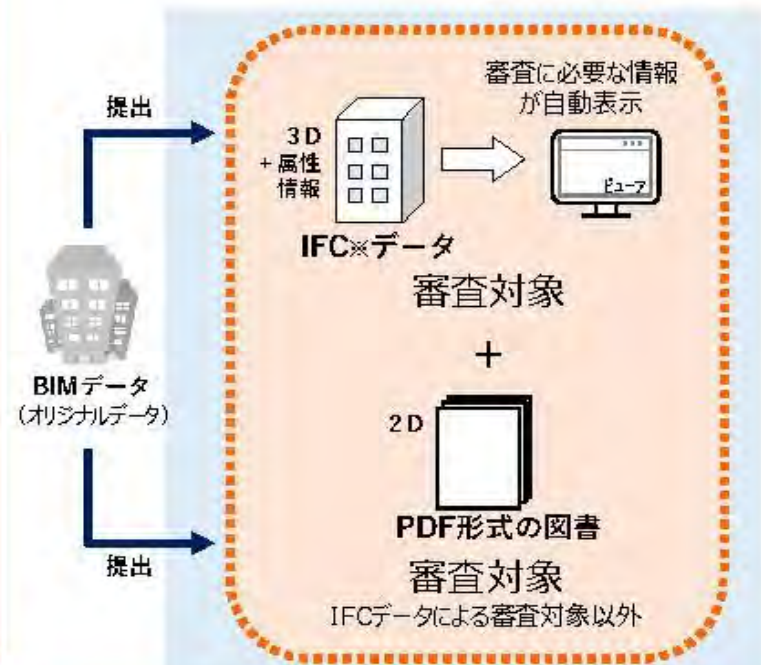 提出
審査に必要な情報
が自動表示
3D
+属性
情報
ビューア
IFC※データ
審査対象
+
BIMデータ
(オリジナルデータ)
2D
PDF形式の図書
提出
審査対象
IFCデータによる審査対象以外